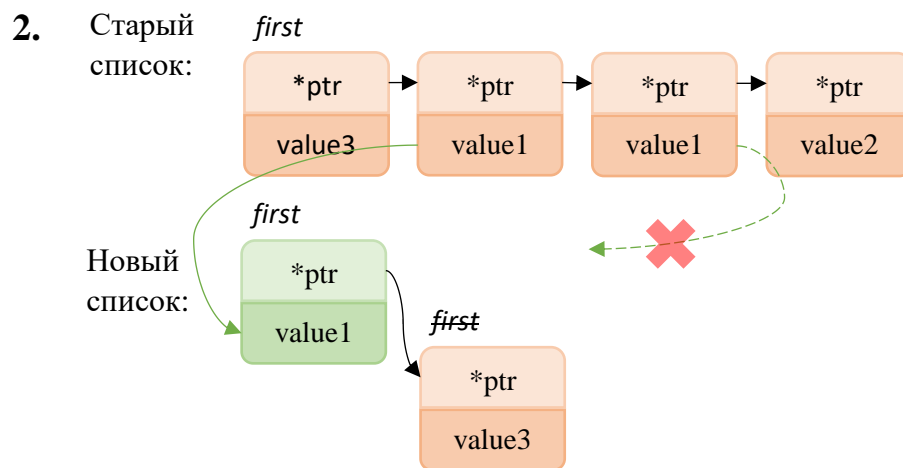 2. Старый список:
first
*ptr *ptr *ptr *ptr
value3 value1 value1 value2
first
Новый список:
*ptr
value1
first
*ptr
value3